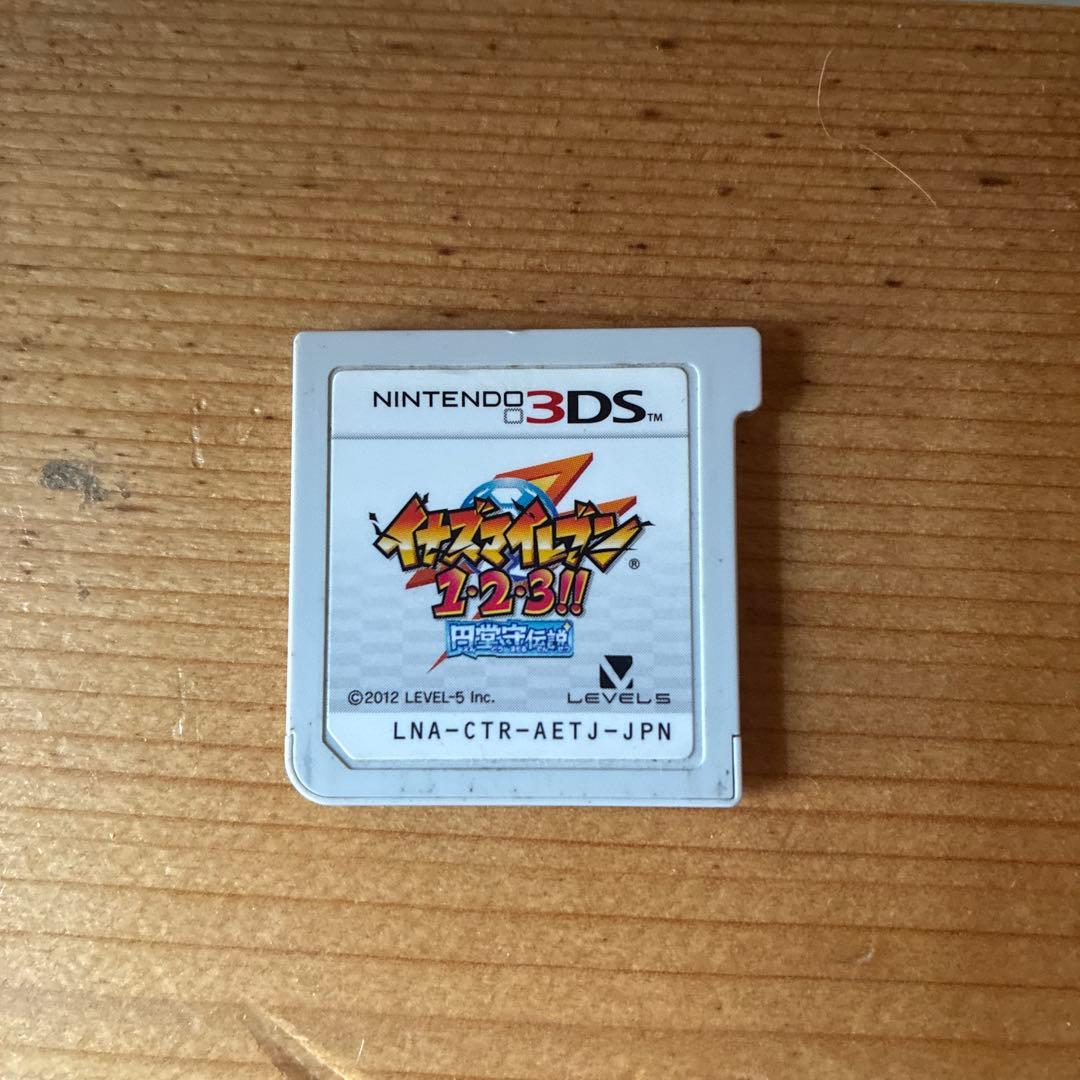 NINTENDO 3DS™
イナズマイレブン®
1・2・3!!
円堂守伝説
©2012 LEVEL-5 Inc.
LEVEL5
LNA-CTR-AETJ-JPN